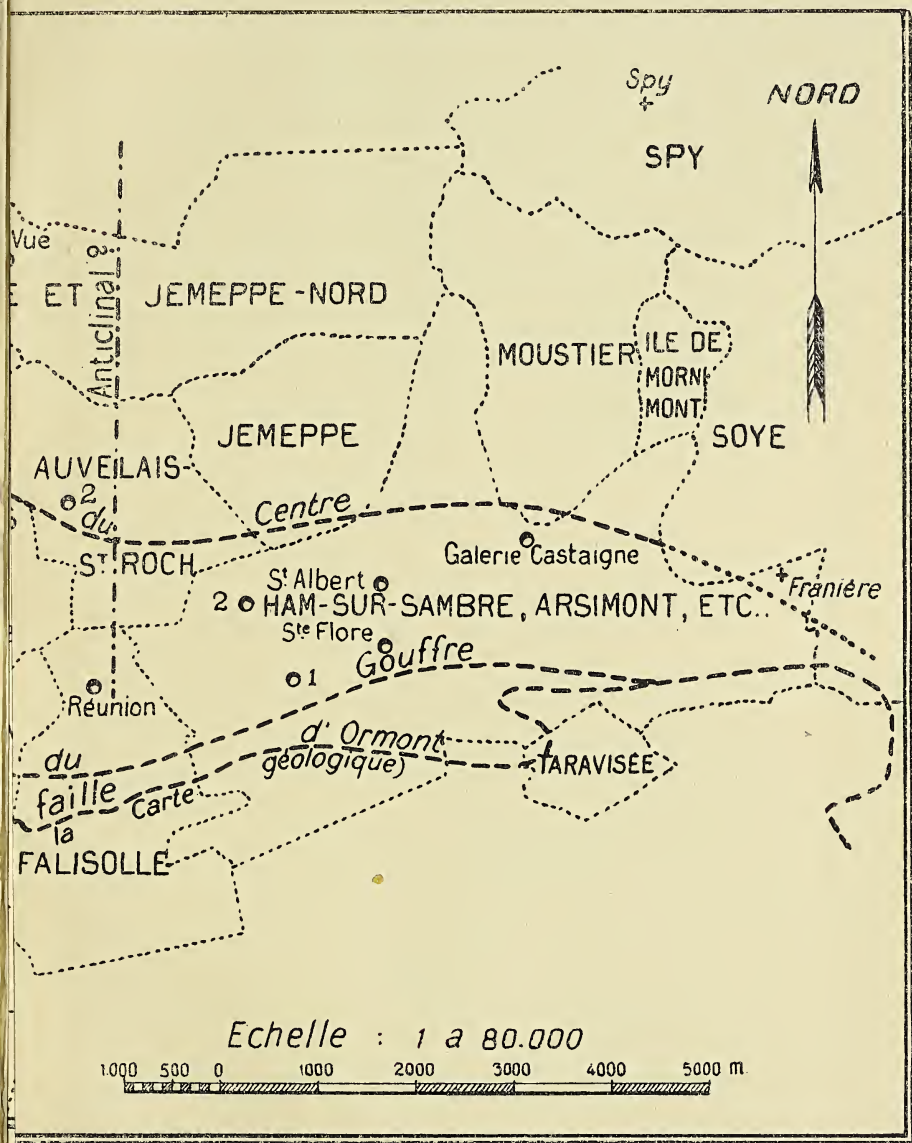 Spy
NORD
SPY
Vue
Anticlinal ?
E ET JEMEPPE-NORD
MOUSTIER
ILE DE
MORNI
MONT
JEMEPPE
SOYE
AUVEILAIS-
2
du
Centre
ST ROCH
Galerie Castaigne
St Albert
Franière
2 HAM-SUR-SAMBRE, ARSIMONT, ETC..
Ste Flore
Gouffre
1
Réunion
du
d'Ormont
géologique)
TARAVISÉE
faille
Carte
la
FALISOLLE
Echelle : 1 a 80.000
1.000 500 0 1000 2000 3000 4000 5000 m.